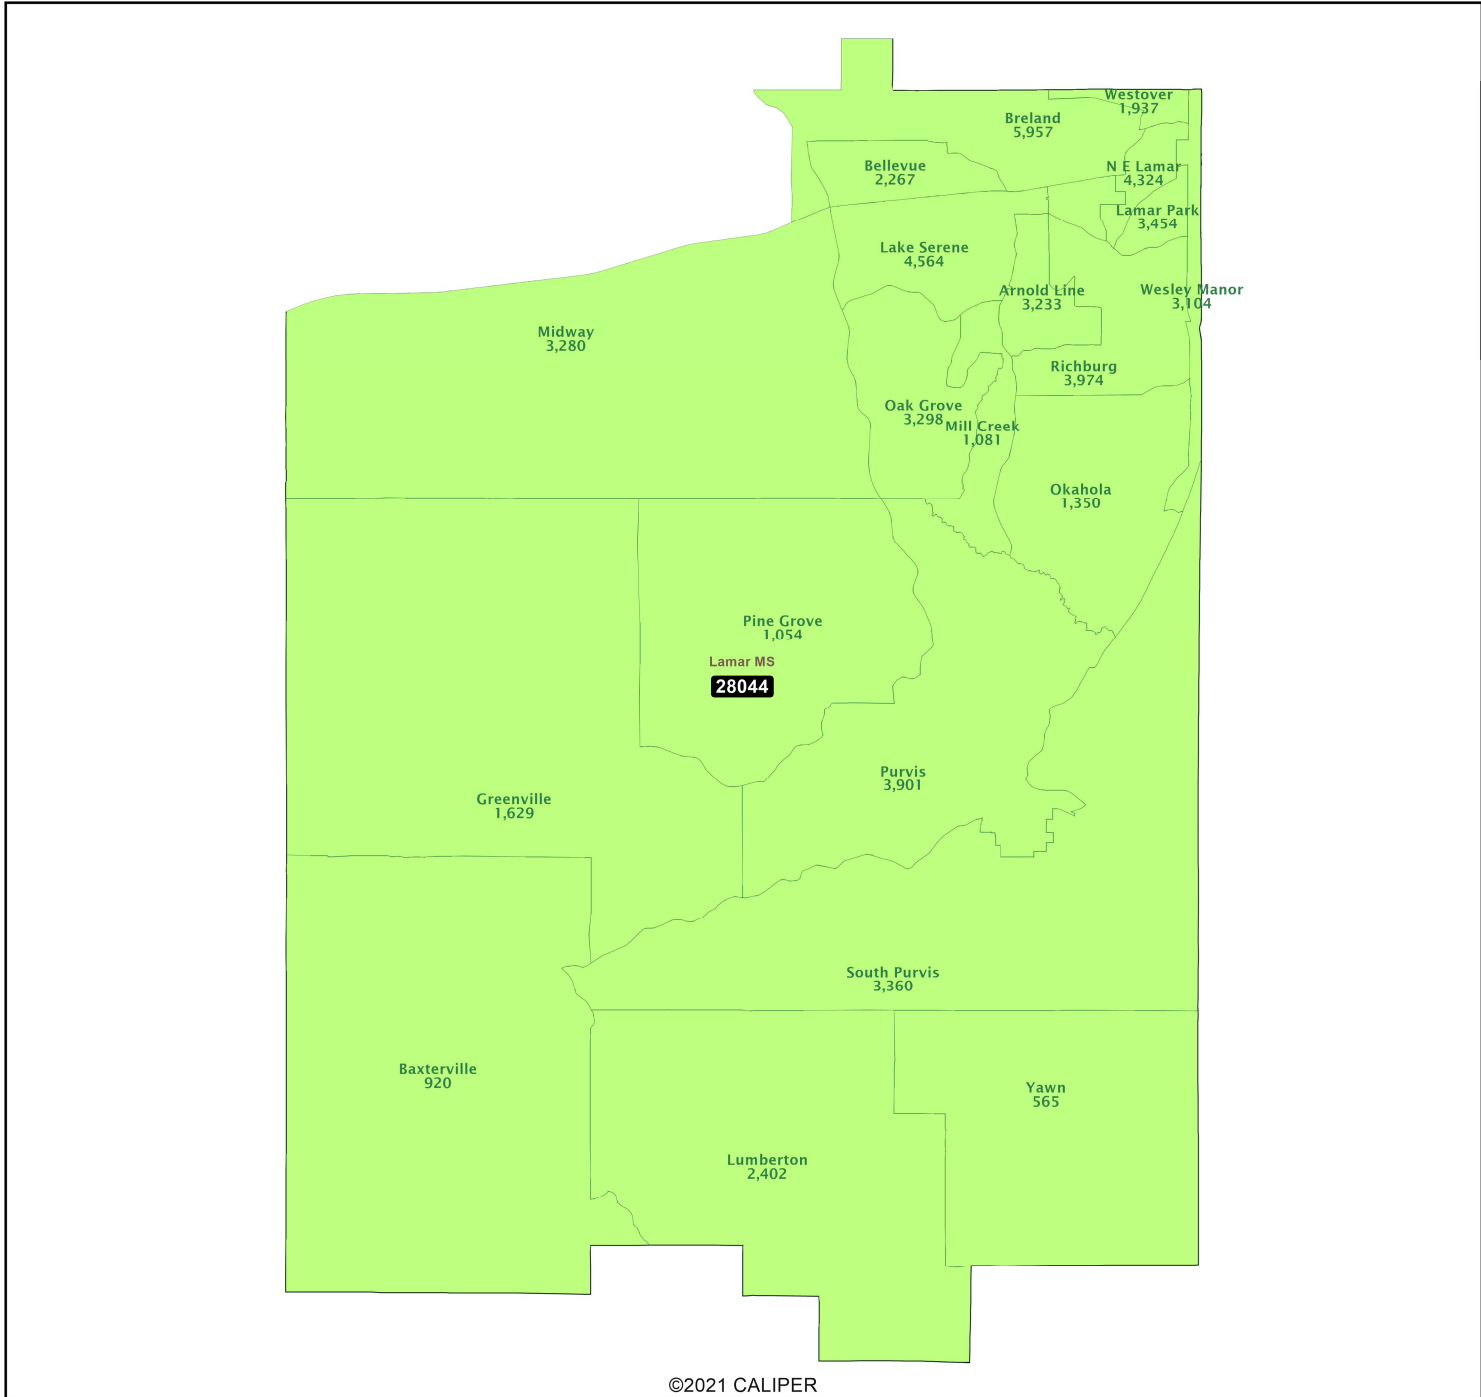 Westover
1,937
Breland
5,957
Bellevue
2,267
N E Lamar
4,324
Lamar Park
3,454
Lake Serene
4,564
Arnold Line
3,233
Wesley Manor
3,104
Midway
3,280
Richburg
3,974
Oak Grove
3,298
Mill Creek
1,081
Okahola
1,350
Pine Grove
1,054
Lamar MS
28044
Purvis
3,901
Greenville
1,629
South Purvis
3,360
Baxterville
920
Yawn
565
Lumberton
2,402
©2021 CALIPER